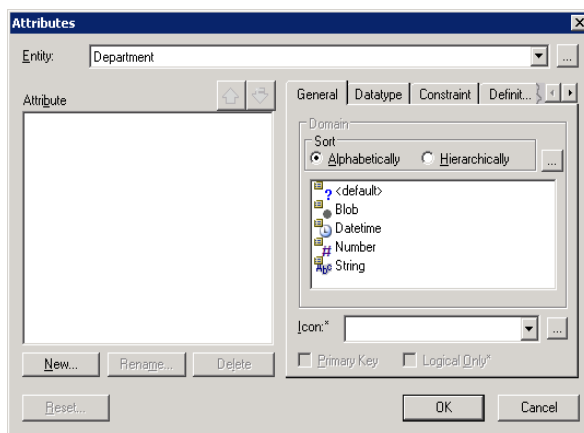 Attributes
Entity: Department ...
Attribute
General Datatype Constraint Definit...
Domain
Sort
Alphabetically Hierarchically ...
? <default>
Blob
Datetime
# Number
Abc String
Icon:* ...
New... Rename... Delete
Primary Key Logical Only*
Reset... OK Cancel